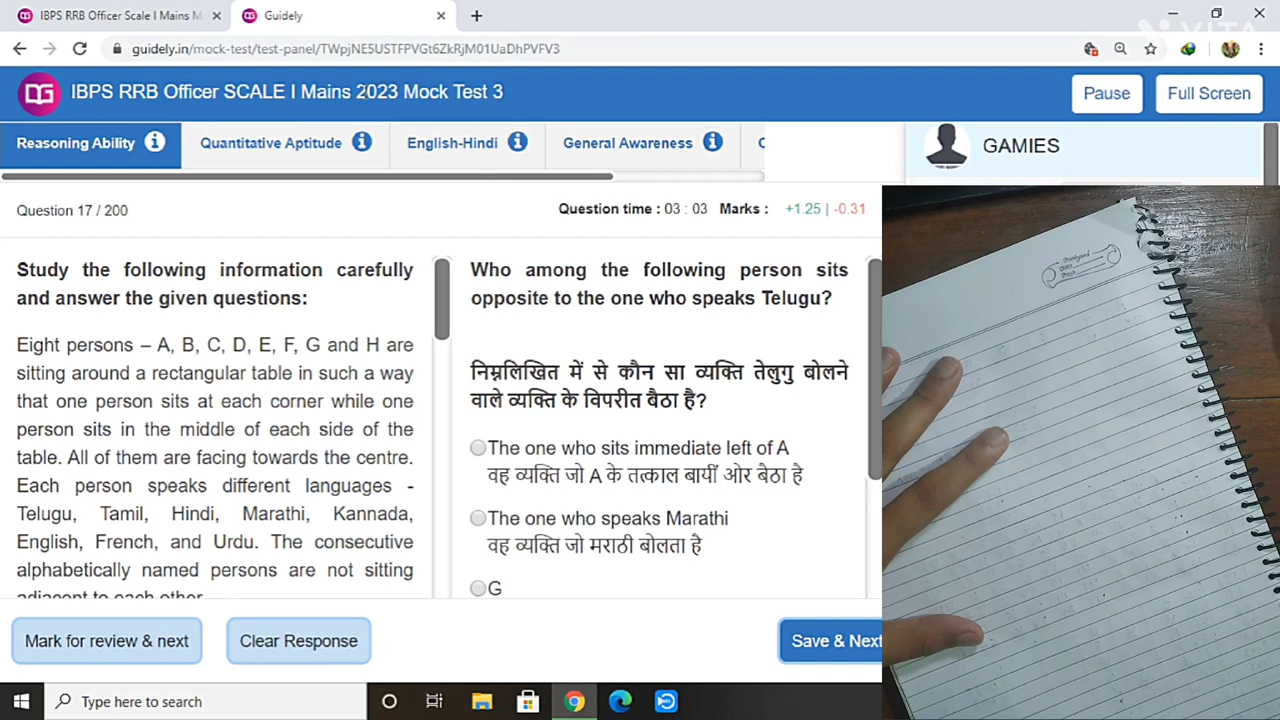 IBPS RRB Officer Scale I Mains M
Guidely
guidely.in/mock-test/test-panel/TWpjNE5USTFPVGt6ZkRjM01UaDhPVFV3
VITA
IBPS RRB Officer SCALE I Mains 2023 Mock Test 3
Pause
Full Screen
Reasoning Ability
Quantitative Aptitude
English-Hindi
General Awareness
GAMIES
Question 17 / 200
Question time : 03 : 03 Marks : +1.25 | -0.31
Study the following information carefully
and answer the given questions:
Eight persons – A, B, C, D, E, F, G and H are
sitting around a rectangular table in such a way
that one person sits at each corner while one
person sits in the middle of each side of the
table. All of them are facing towards the centre.
Each person speaks different languages -
Telugu, Tamil, Hindi, Marathi, Kannada,
English, French, and Urdu. The consecutive
alphabetically named persons are not sitting
adjacent to each other.
Who among the following person sits
opposite to the one who speaks Telugu?
निम्नलिखित में से कौन सा व्यक्ति तेलुगु बोलने
वाले व्यक्ति के विपरीत बैठा है?
The one who sits immediate left of A
वह व्यक्ति जो A के तत्काल बायीं ओर बैठा है
The one who speaks Marathi
वह व्यक्ति जो मराठी बोलता है
G
Mark for review & next
Clear Response
Save & Next
Type here to search